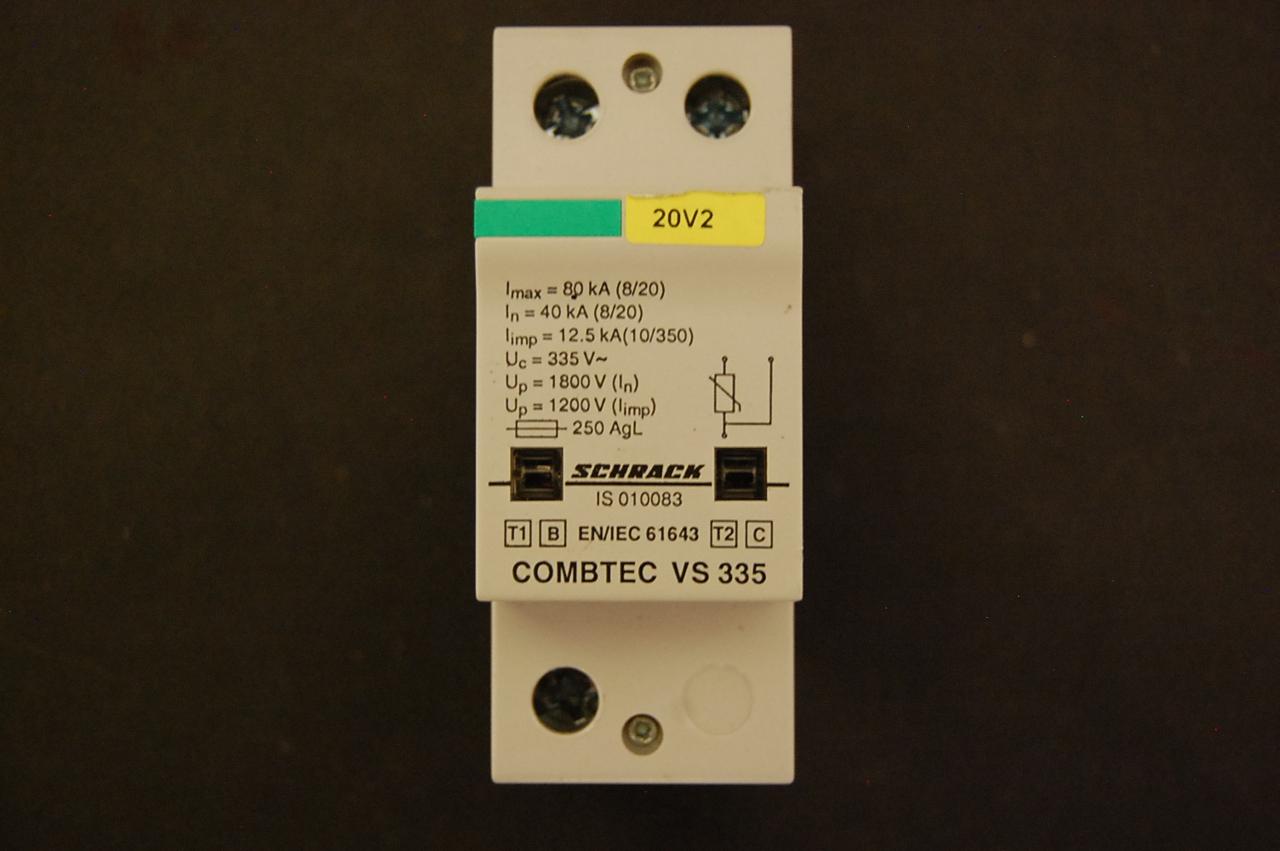 20V2
Imax = 80 kA (8/20)
In = 40 kA (8/20)
Iimp = 12.5 kA(10/350)
Uc = 335 V~
Up = 1800 V (In)
Up = 1200 V (Iimp)
250 AgL
SCHRACK
IS 010083
T1 B EN/IEC 61643 T2 C
COMBTEC VS 335